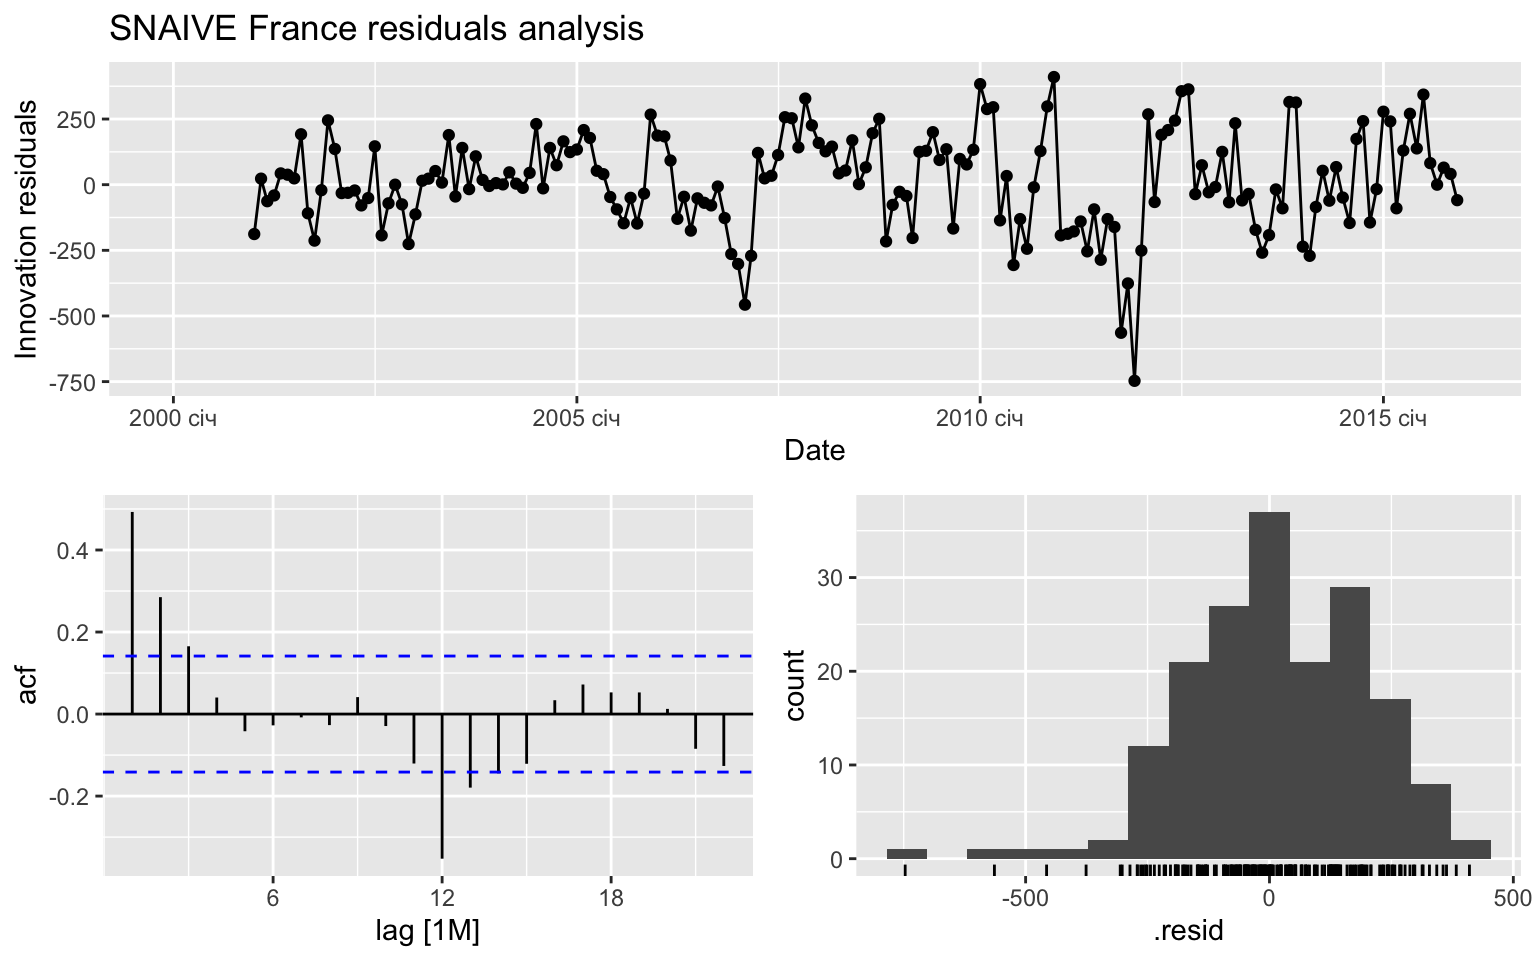 SNAIVE France residuals analysis
Innovation residuals
250
0
-250
-500
-750
2000 січ
2005 січ
2010 січ
2015 січ
Date
acf
0.4
0.2
0.0
-0.2
6
12
18
lag [1M]
count
30
20
10
0
-500
0
500
.resid